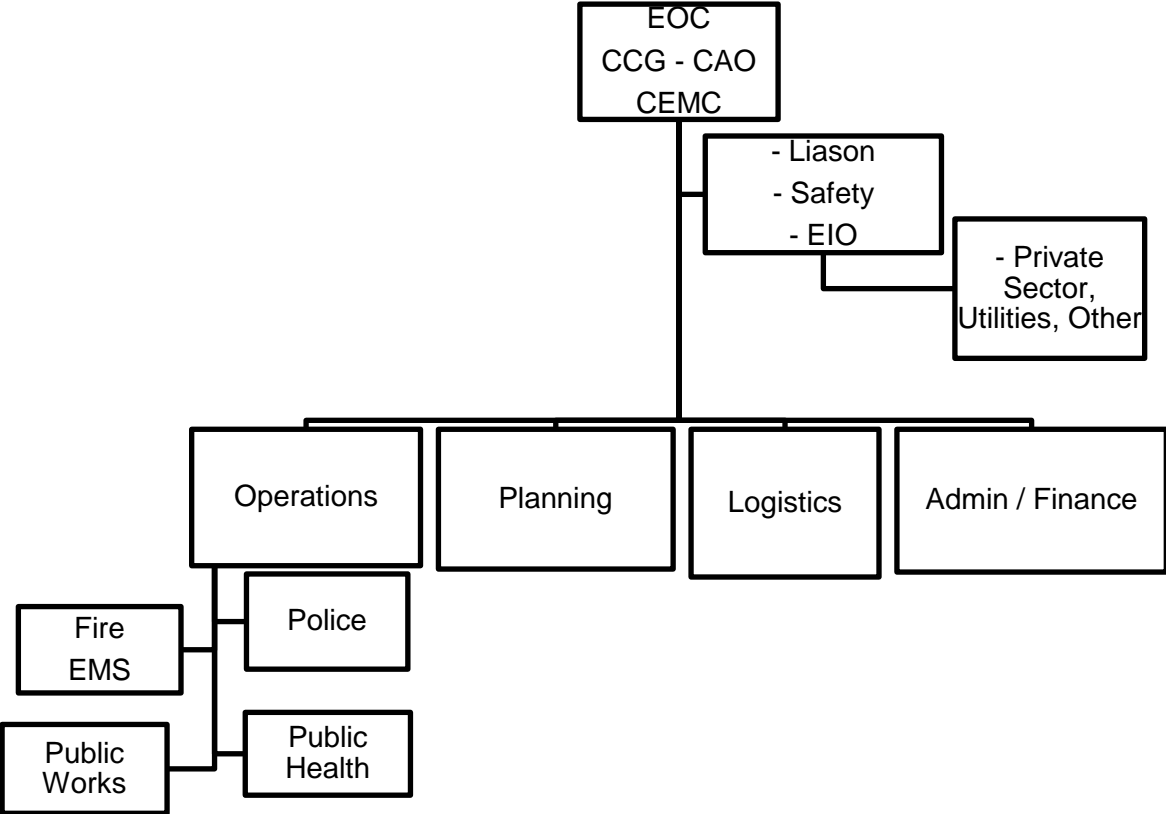 EOC
CCG - CAO
CEMC
- Liason
- Safety
- EIO
- Private
Sector,
Utilities, Other
Operations
Planning
Logistics
Admin / Finance
Fire
EMS
Police
Public
Works
Public
Health